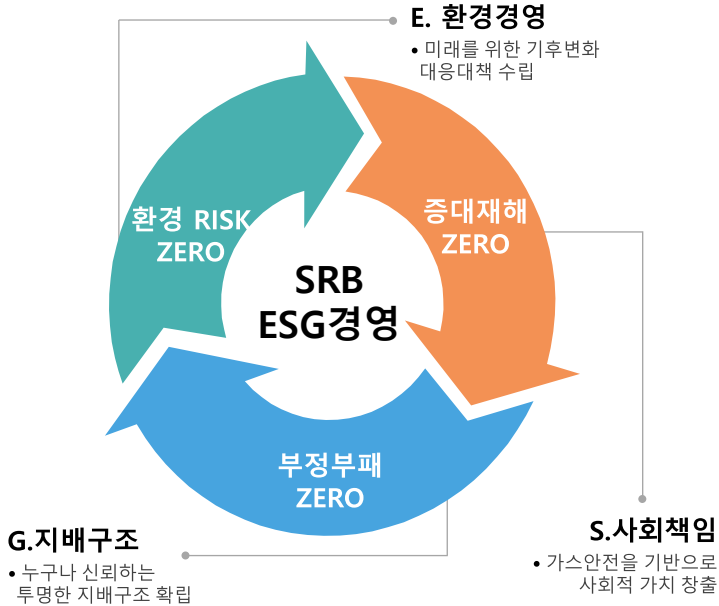 E. 환경경영
• 미래를 위한 기후변화
대응대책 수립
환경 RISK
ZERO
증대재해
ZERO
SRB
ESG경영
부정부패
ZERO
G.지배구조
• 누구나 신뢰하는
투명한 지배구조 확립
S.사회책임
• 가스안전을 기반으로
사회적 가치 창출